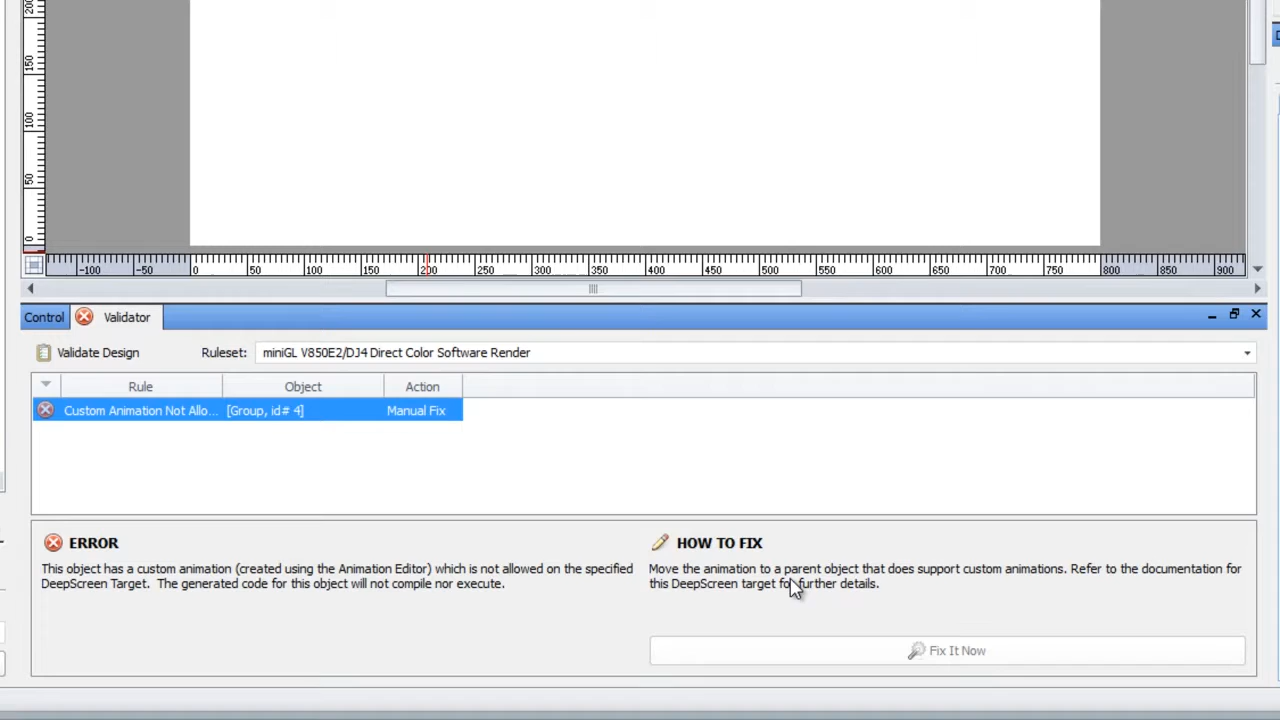 200
150
100
50
0
-100 -50 0 50 100 150 200 250 300 350 400 450 500 550 600 650 700 750 800 850 900
Control Validator
Validate Design Ruleset: miniGL V850E2/DJ4 Direct Color Software Render
Rule Object Action
Custom Animation Not Allo... [Group, id# 4] Manual Fix
ERROR
This object has a custom animation (created using the Animation Editor) which is not allowed on the specified
DeepScreen Target. The generated code for this object will not compile nor execute.
HOW TO FIX
Move the animation to a parent object that does support custom animations. Refer to the documentation for
this DeepScreen target for further details.
Fix It Now